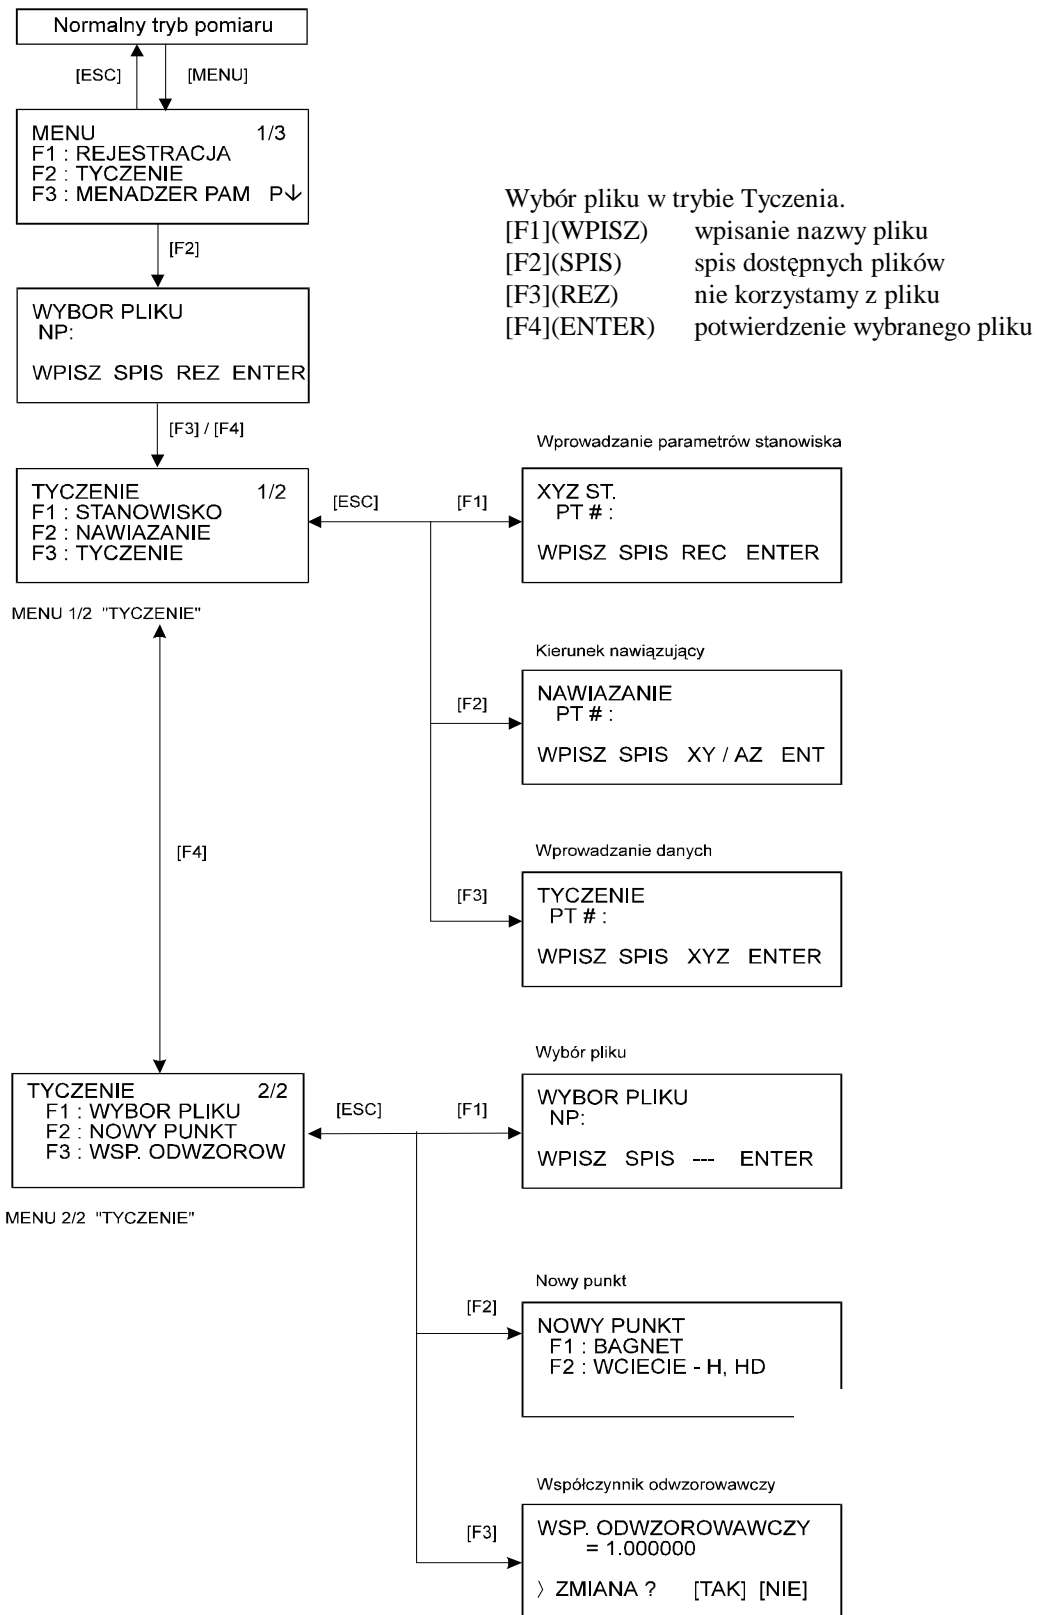 Normalny tryb pomiaru
[ESC] [MENU]
MENU 1/3
F1 : REJESTRACJA
F2 : TYCZENIE
F3 : MENADZER PAM P↓
Wybór pliku w trybie Tyczenia.
[F1](WPISZ) wpisanie nazwy pliku
[F2](SPIS) spis dostępnych plików
[F3](REZ) nie korzystamy z pliku
[F4](ENTER) potwierdzenie wybranego pliku
[F2]
WYBOR PLIKU
NP:
WPISZ SPIS REZ ENTER
[F3] / [F4]
TYCZENIE 1/2
F1 : STANOWISKO
F2 : NAWIAZANIE
F3 : TYCZENIE
MENU 1/2 "TYCZENIE"
[ESC] [F1]
Wprowadzanie parametrów stanowiska
XYZ ST.
PT # :
WPISZ SPIS REC ENTER
[F2]
Kierunek nawiązujący
NAWIAZANIE
PT # :
WPISZ SPIS XY / AZ ENT
[F4]
[F3]
Wprowadzanie danych
TYCZENIE
PT # :
WPISZ SPIS XYZ ENTER
TYCZENIE 2/2
F1 : WYBOR PLIKU
F2 : NOWY PUNKT
F3 : WSP. ODWZOROW
MENU 2/2 "TYCZENIE"
[ESC] [F1]
Wybór pliku
WYBOR PLIKU
NP:
WPISZ SPIS --- ENTER
[F2]
Nowy punkt
NOWY PUNKT
F1 : BAGNET
F2 : WCIECIE - H, HD
[F3]
Współczynnik odwzorowawczy
WSP. ODWZOROWAWCZY
= 1.000000
〉 ZMIANA ? [TAK] [NIE]